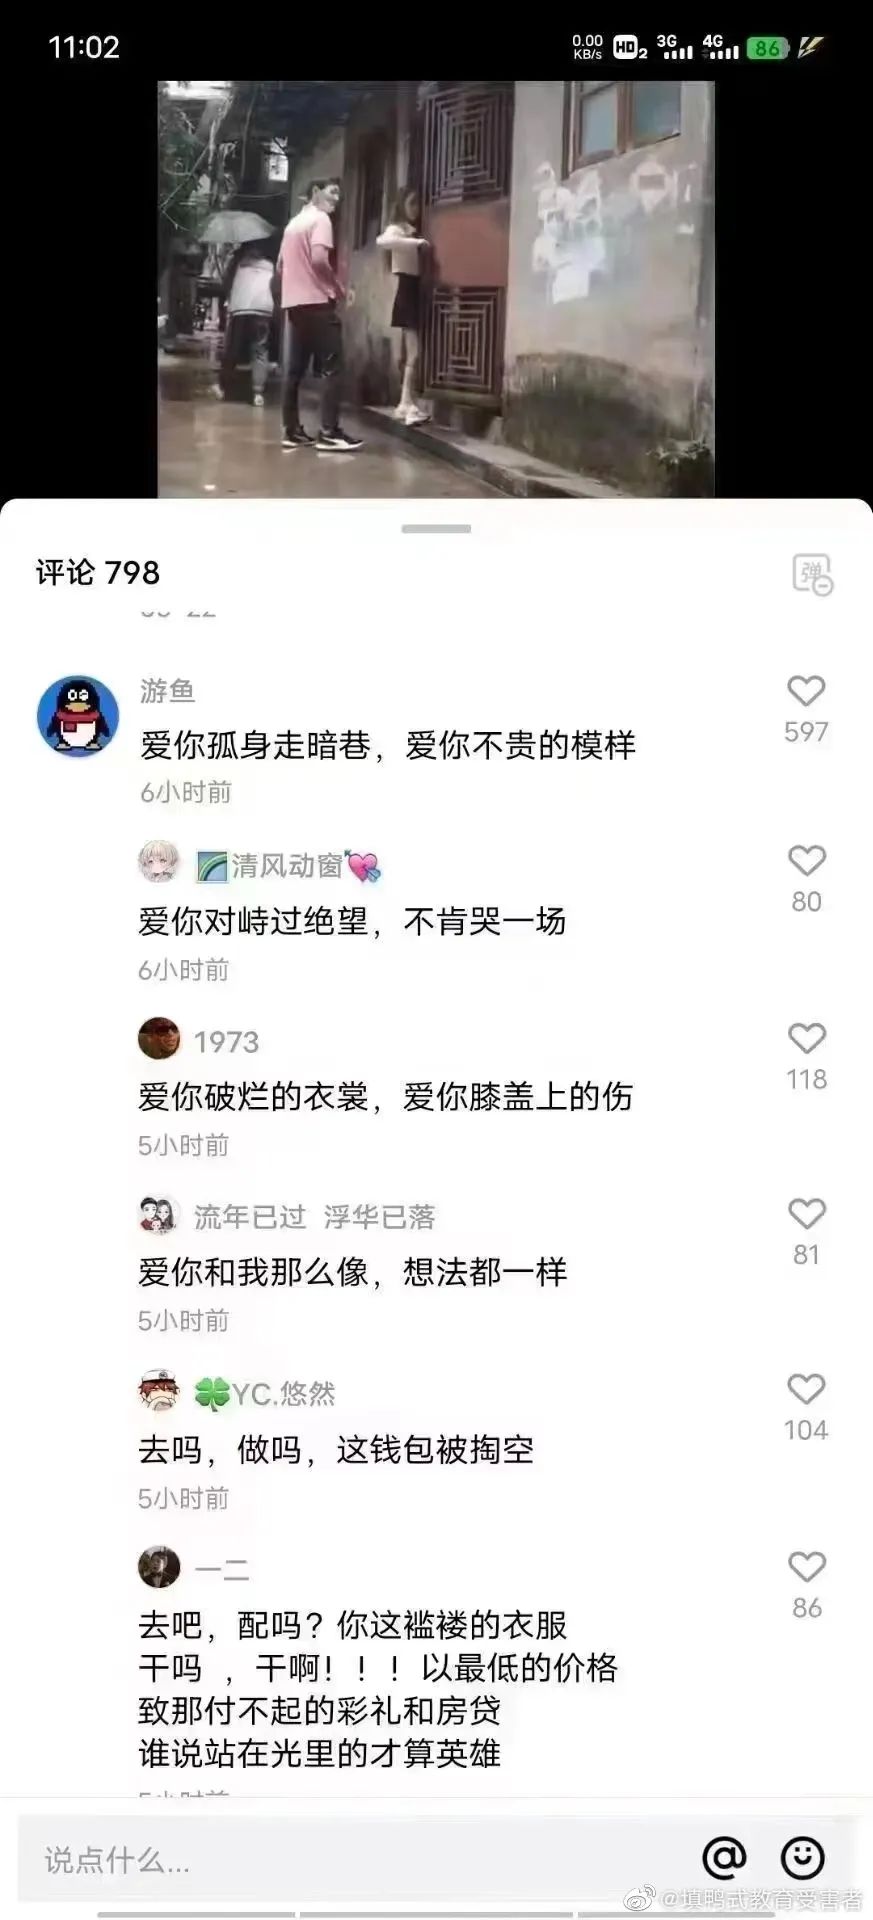 11:02
0.00 KB/s HD2 3G 4G 86
评论 798
弹
游鱼
597
爱你孤身走暗巷，爱你不贵的模样
6小时前
清风动窗
80
爱你对峙过绝望，不肯哭一场
6小时前
1973
118
爱你破烂的衣裳，爱你膝盖上的伤
5小时前
流年已过 浮华已落
81
爱你和我那么像，想法都一样
5小时前
YC.悠然
104
去吗，做吗，这钱包被掏空
5小时前
一二
86
去吧，配吗？你这褴褛的衣服
干吗 ，干啊！！！以最低的价格
致那付不起的彩礼和房贷
谁说站在光里的才算英雄
5小时前
说点什么...
@
@填鸭式教育受害者